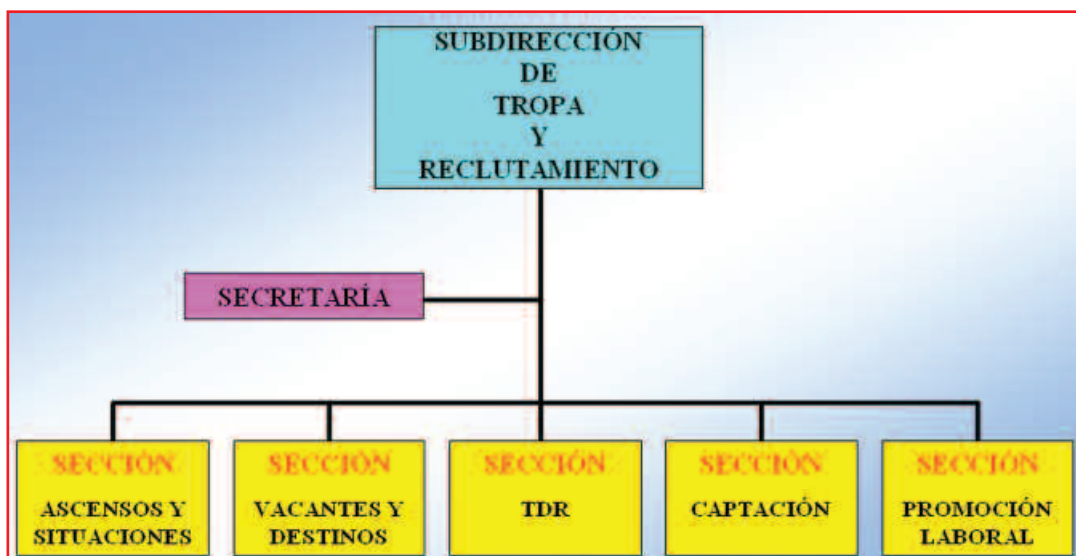 SUBDIRECCIÓN
DE
TROPA
Y
RECLUTAMIENTO
SECRETARÍA
SECCIÓN
ASCENSOS Y
SITUACIONES
SECCIÓN
VACANTES Y
DESTINOS
SECCIÓN
TDR
SECCIÓN
CAPTACIÓN
SECCIÓN
PROMOCIÓN
LABORAL